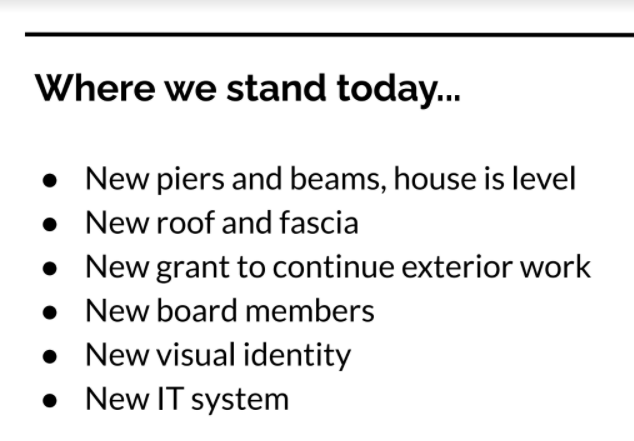 Where we stand today...
● New piers and beams, house is level
● New roof and fascia
● New grant to continue exterior work
● New board members
● New visual identity
● New IT system